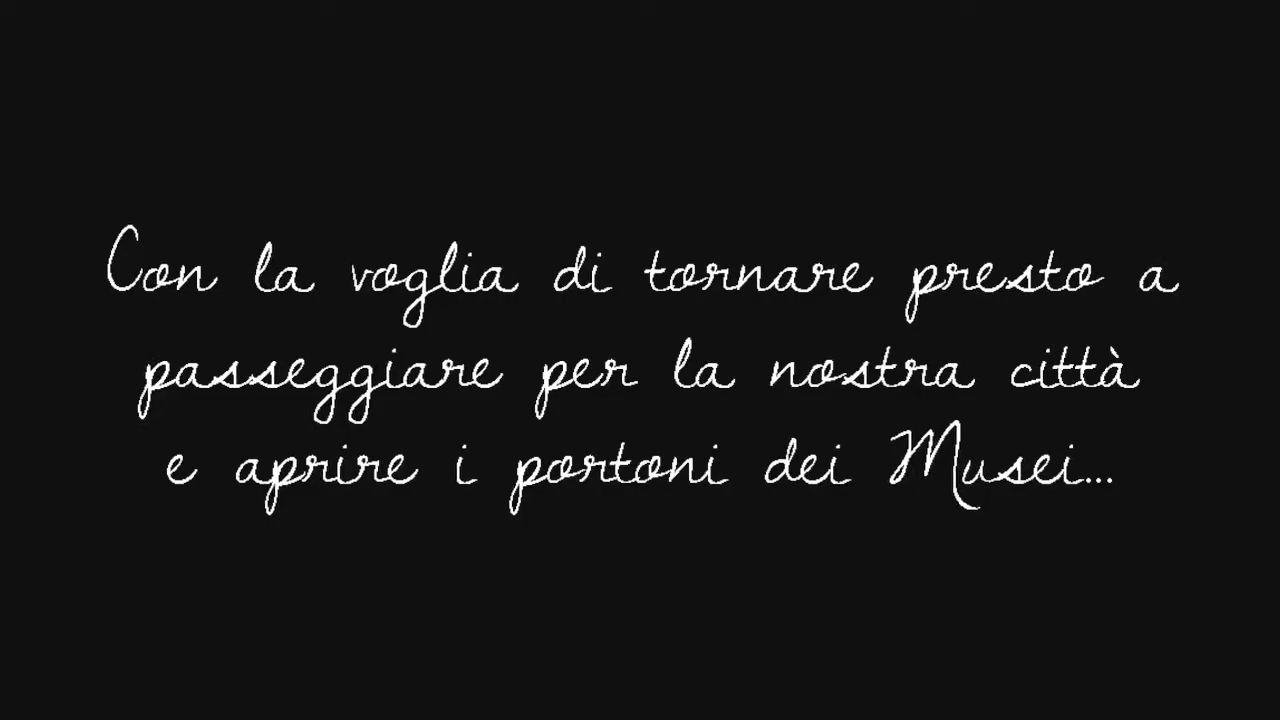 Con la voglia di tornare presto a
passeggiare per la nostra città
e aprire i portoni dei Musei...